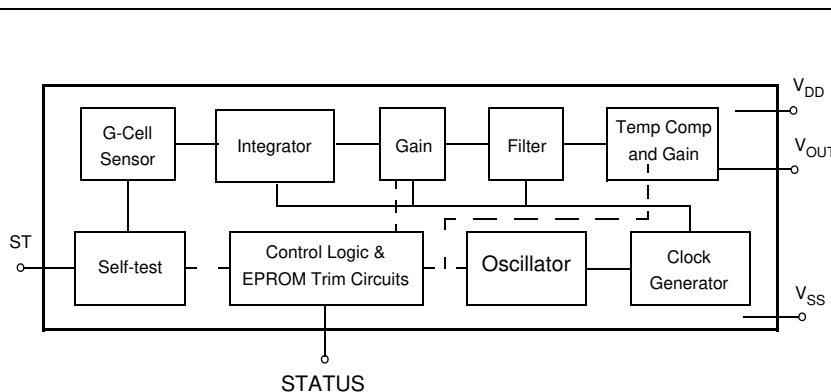 V_DD
G-Cell
Sensor
Integrator
Gain
Filter
Temp Comp
and Gain
V_OUT
ST
Self-test
Control Logic &
EPROM Trim Circuits
Oscillator
Clock
Generator
V_SS
STATUS